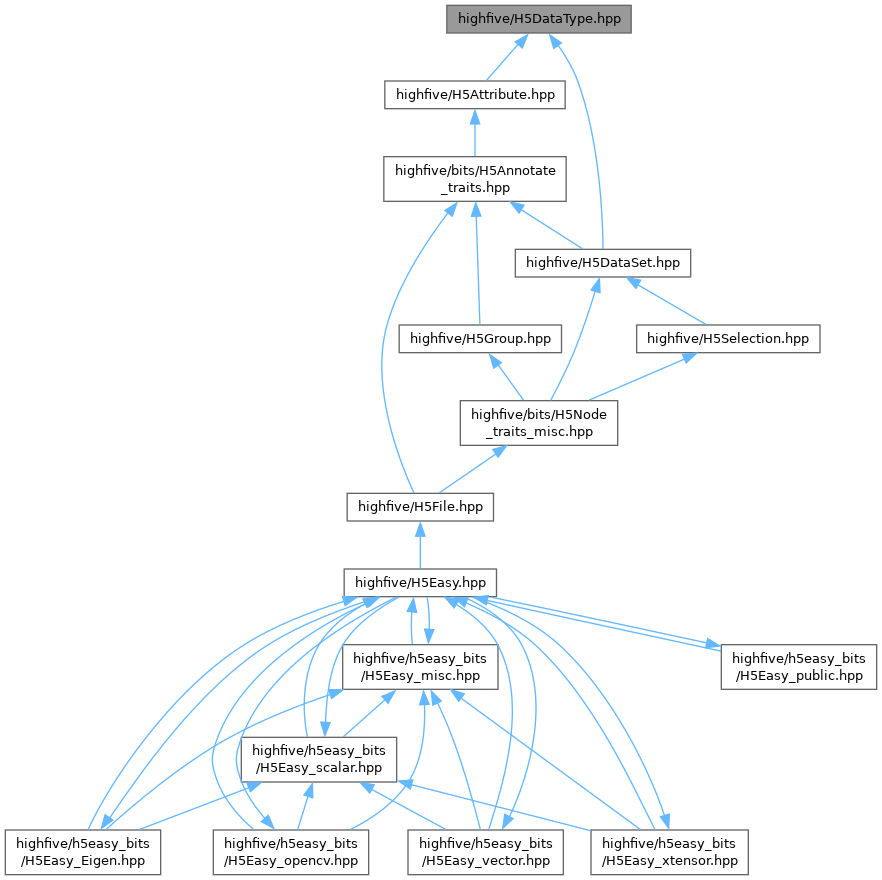 highfive/H5DataType.hpp
highfive/H5Attribute.hpp
highfive/bits/H5Annotate
_traits.hpp
highfive/H5DataSet.hpp
highfive/H5Group.hpp
highfive/H5Selection.hpp
highfive/bits/H5Node
_traits_misc.hpp
highfive/H5File.hpp
highfive/H5Easy.hpp
highfive/h5easy_bits
/H5Easy_misc.hpp
highfive/h5easy_bits
/H5Easy_public.hpp
highfive/h5easy_bits
/H5Easy_scalar.hpp
highfive/h5easy_bits
/H5Easy_Eigen.hpp
highfive/h5easy_bits
/H5Easy_opencv.hpp
highfive/h5easy_bits
/H5Easy_vector.hpp
highfive/h5easy_bits
/H5Easy_xtensor.hpp